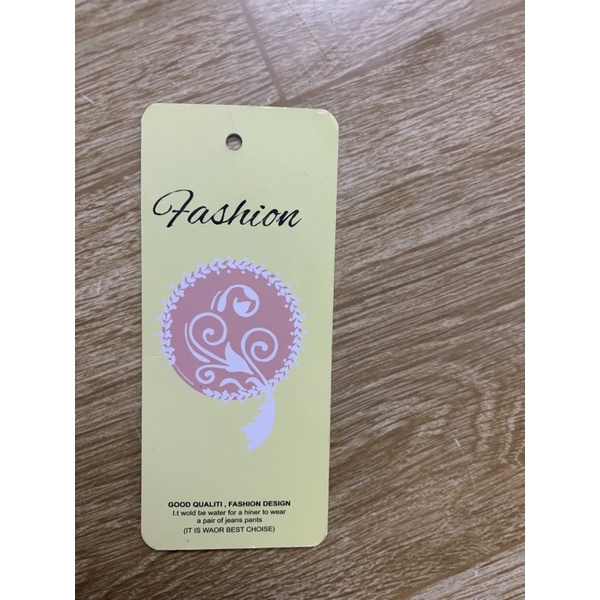 Fashion
GOOD QUALITI , FASHION DESIGN
I.t wold be water for a hiner to wear
a pair of jeans pants
(IT IS WAOR BEST CHOISE)